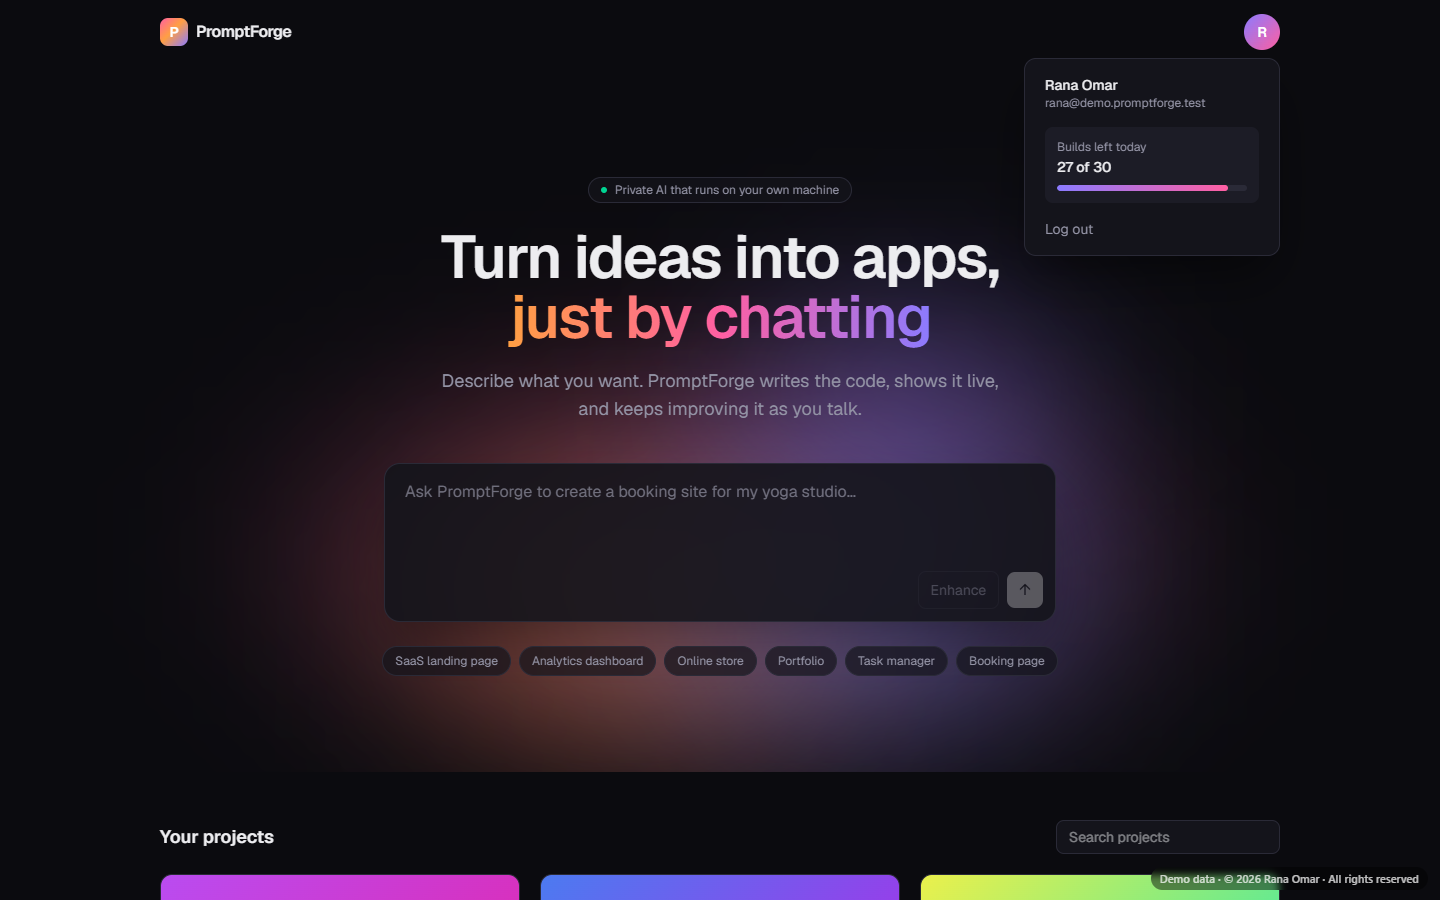 P PromptForge
R
Rana Omar
rana@demo.promptforge.test
Builds left today
27 of 30
Log out
Private AI that runs on your own machine
Turn ideas into apps,
just by chatting
Describe what you want. PromptForge writes the code, shows it live,
and keeps improving it as you talk.
Ask PromptForge to create a booking site for my yoga studio...
Enhance
SaaS landing page
Analytics dashboard
Online store
Portfolio
Task manager
Booking page
Your projects
Search projects
Demo data · © 2026 Rana Omar · All rights reserved